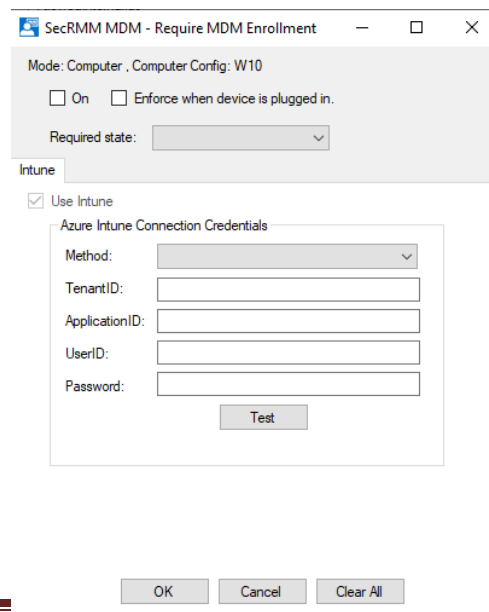 SecRMM MDM - Require MDM Enrollment
Mode: Computer , Computer Config: W10
On Enforce when device is plugged in.
Required state:
Intune
Use Intune
Azure Intune Connection Credentials
Method:
TenantID:
ApplicationID:
UserID:
Password:
Test
OK Cancel Clear All